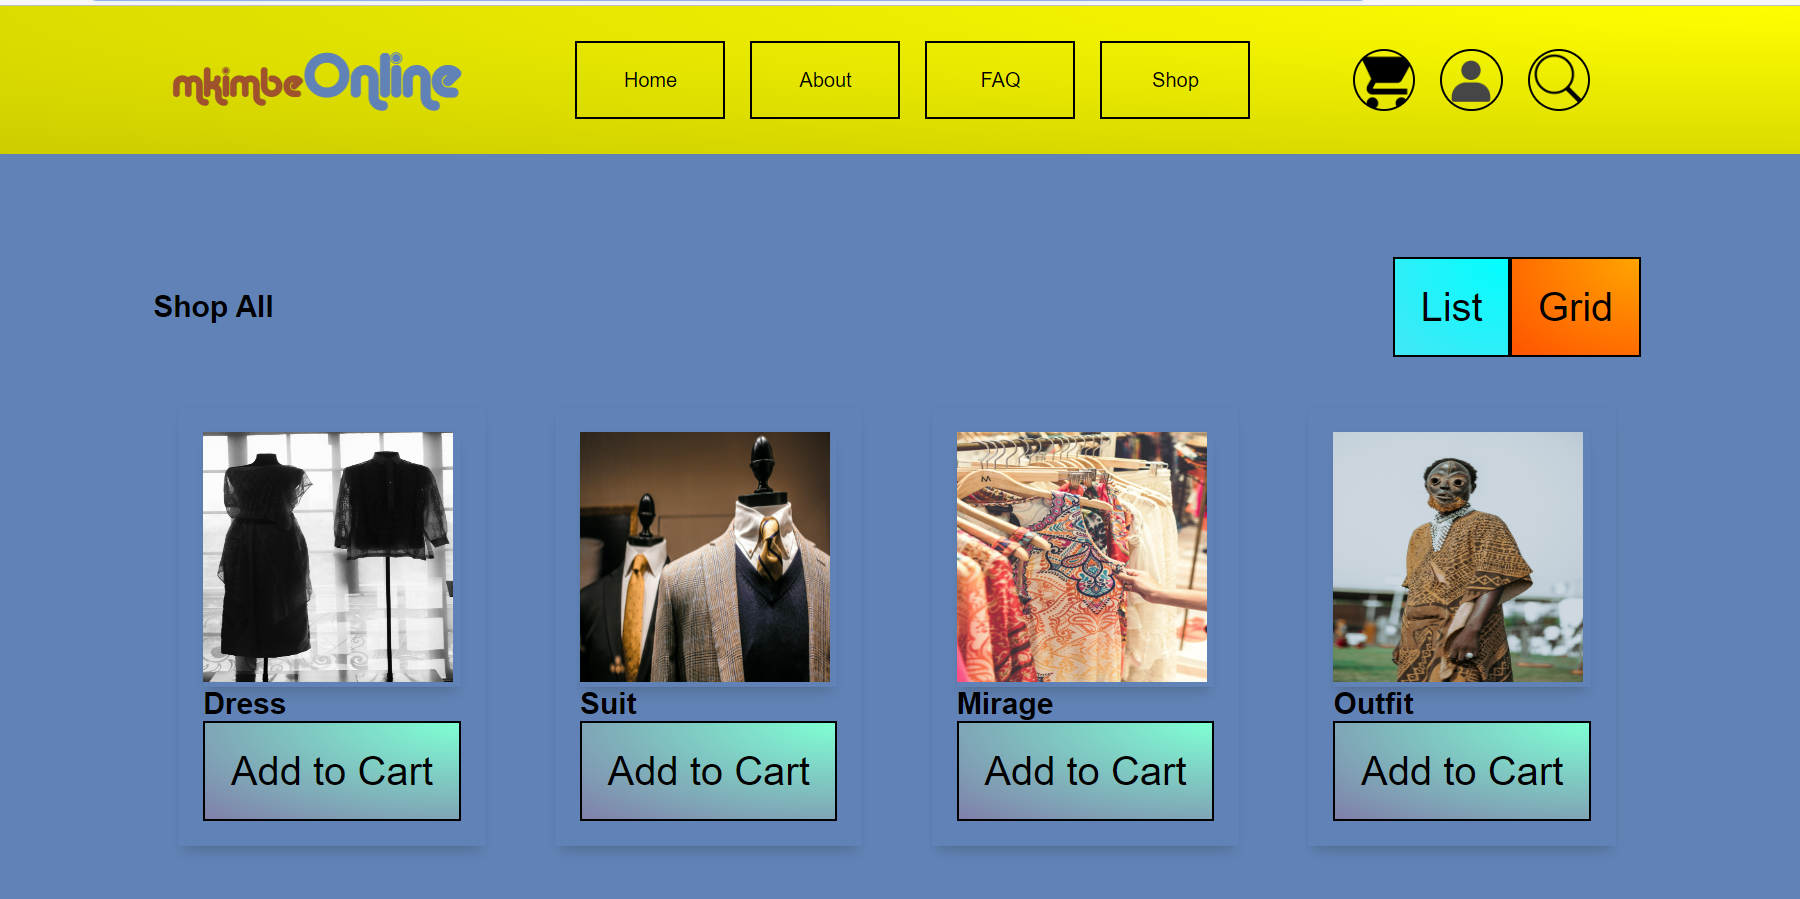 mkimbeOnline
Home
About
FAQ
Shop
Shop All
List
Grid
Dress
Suit
Mirage
Outfit
Add to Cart
Add to Cart
Add to Cart
Add to Cart